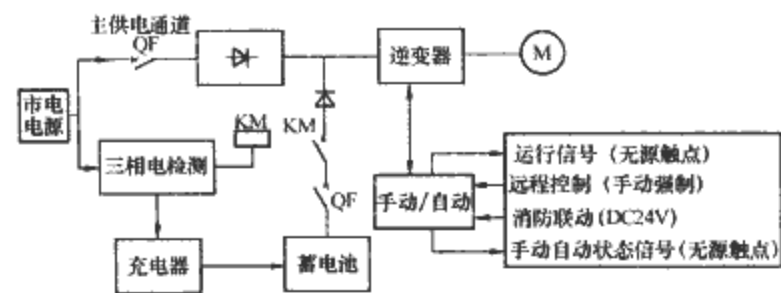 主供电通道
QF
逆变器
M
市电
电源
KM
KM
三相电检测
QF
手动/自动
充电器
蓄电池
运行信号(无源触点)
远程控制(手动强制)
消防联动(DC24V)
手动自动状态信号(无源触点)